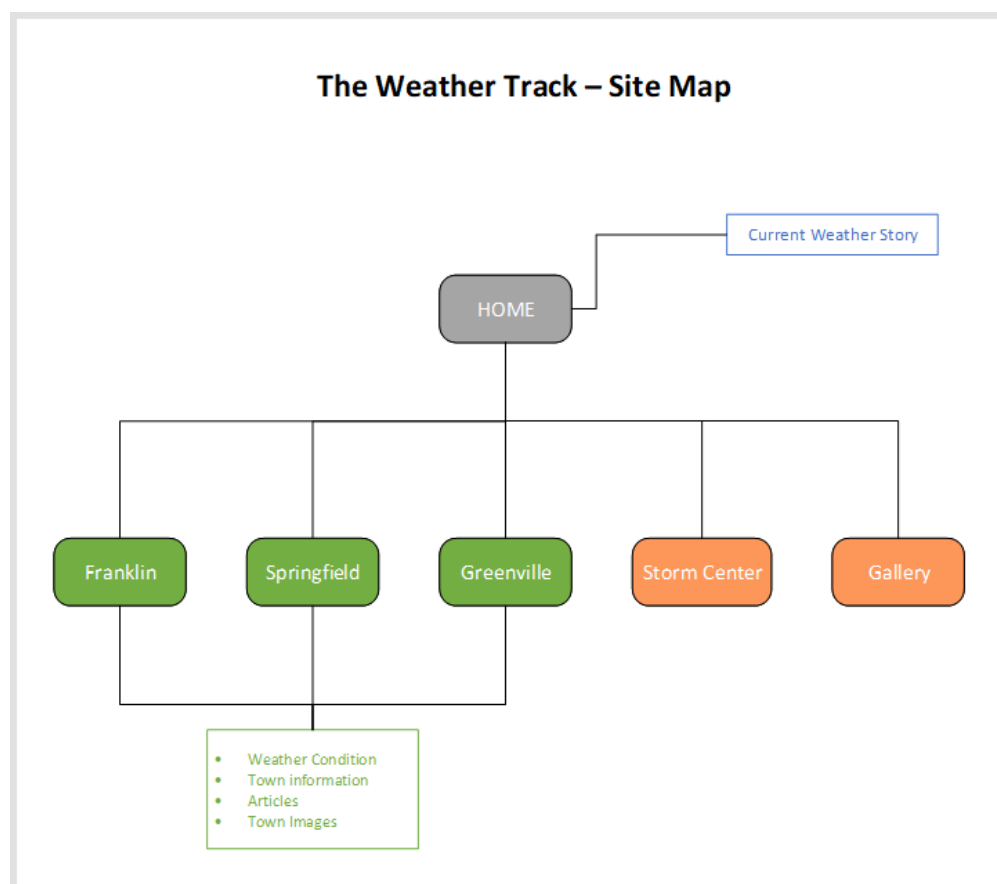 The Weather Track – Site Map
Current Weather Story
HOME
Franklin
Springfield
Greenville
Storm Center
Gallery
• Weather Condition
• Town information
• Articles
• Town Images